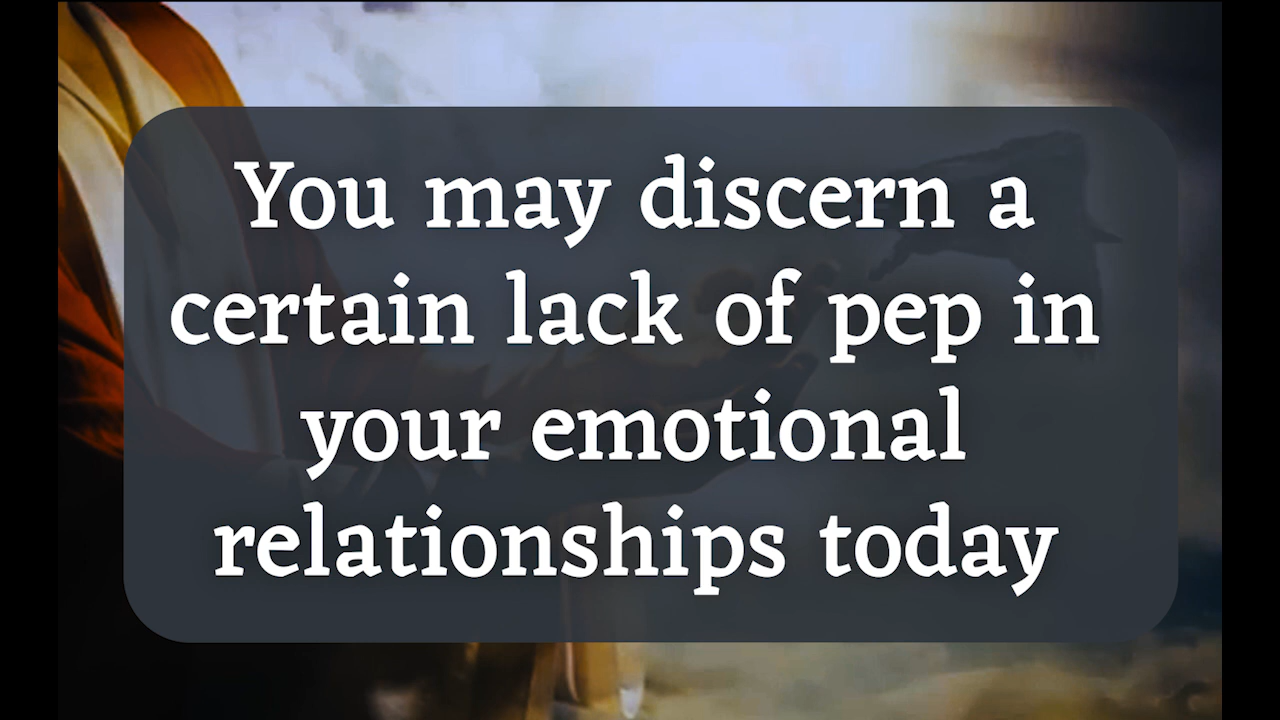 You may discern a
certain lack of pep in
your emotional
relationships today